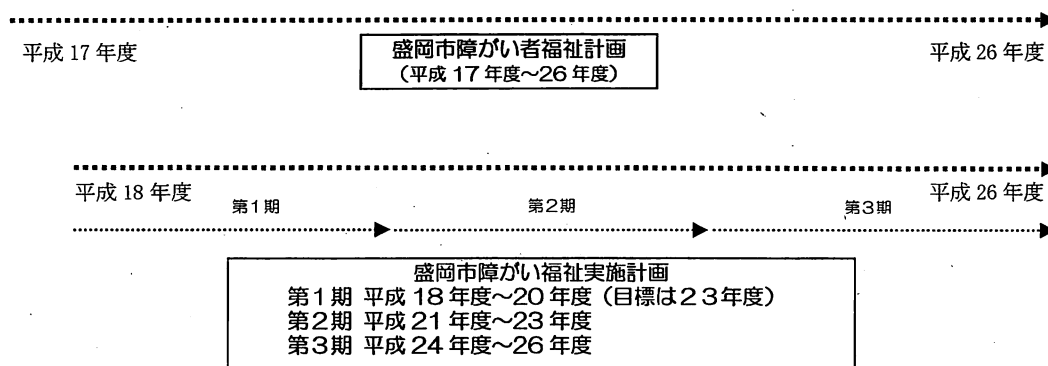 平成 17 年度
盛岡市障がい者福祉計画
(平成 17 年度～26 年度)
平成 26 年度
平成 18 年度
平成 26 年度
第1期
第2期
第3期
盛岡市障がい福祉実施計画
第1期 平成 18 年度～20 年度(目標は23年度)
第2期 平成 21 年度～23 年度
第3期 平成 24 年度～26 年度